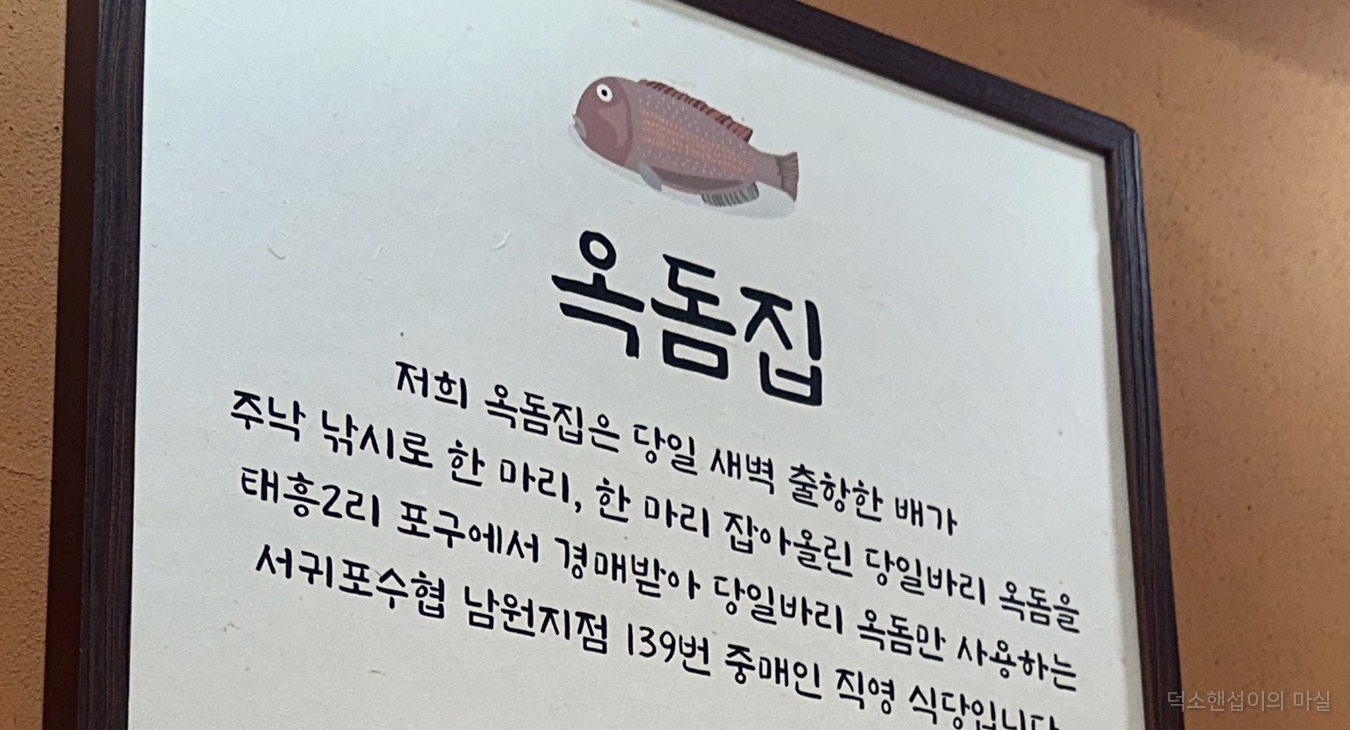 옥돔집
저희 옥돔집은 당일 새벽 출항한 배가
주낙 낚시로 한 마리, 한 마리 잡아올린 당일바리 옥돔을
태흥2리 포구에서 경매받아 당일바리 옥돔만 사용하는
서귀포수협 남원지점 139번 중매인 직영 식당입니다
덕소핸섭이의 마실